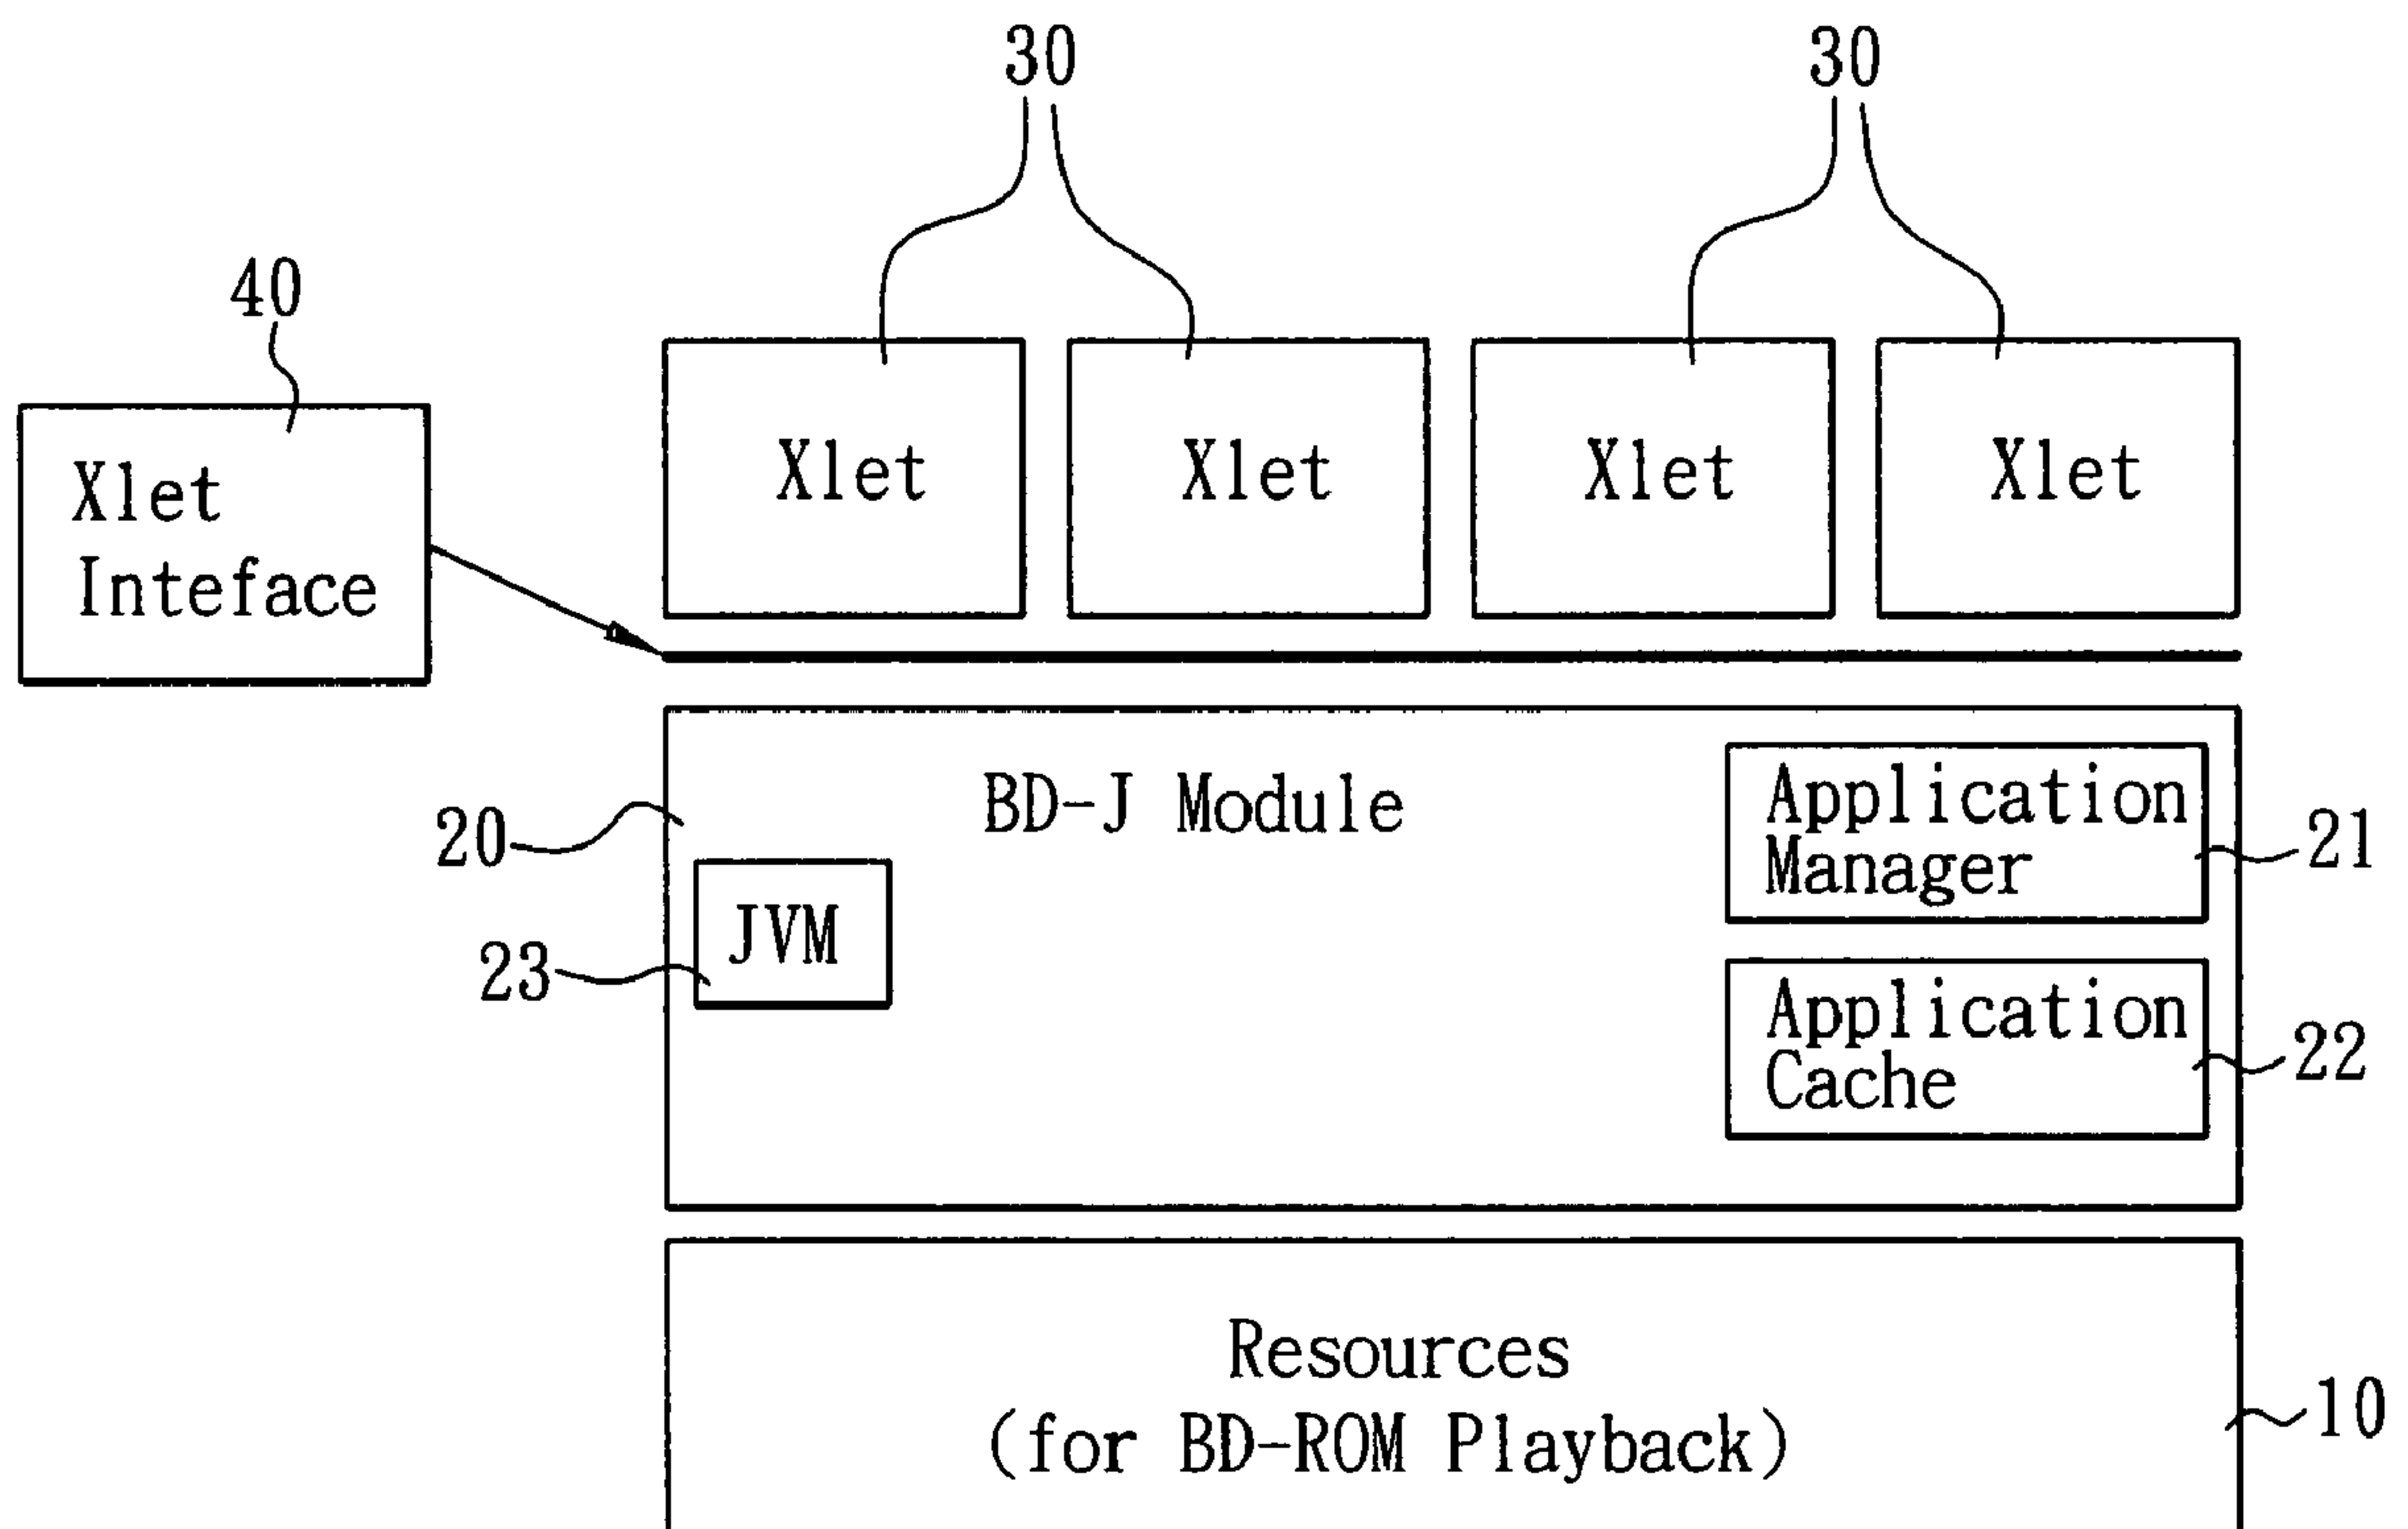 30
30
40
Xlet
Inteface
Xlet
Xlet
Xlet
Xlet
BD-J Module
20
JVM
23
Application
Manager
21
Application
Cache
22
Resources
(for BD-ROM Playback)
10